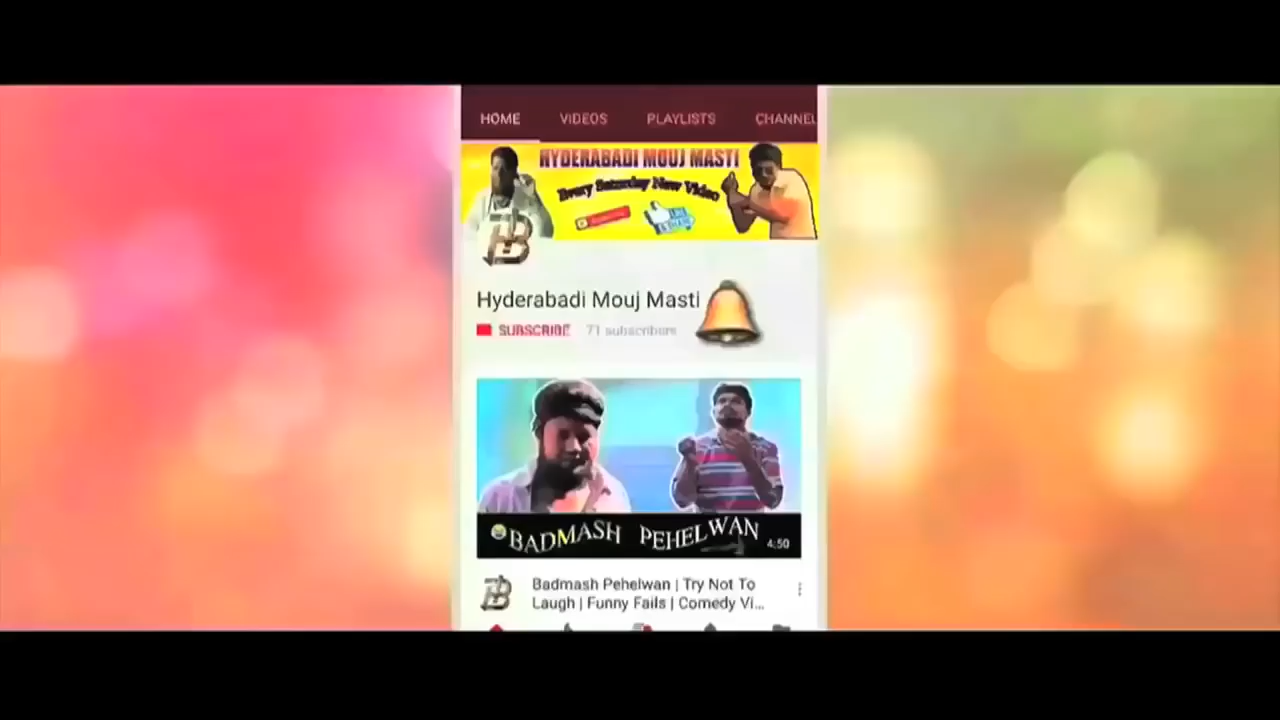 HOME VIDEOS PLAYLISTS CHANNEL
HYDERABADI MOUJ MASTI
Every Saturday New Video
Hyderabadi Mouj Masti
SUBSCRIBE 71 subscribers
BADMASH PEHELWAN
4:50
Badmash Pehelwan | Try Not To
Laugh | Funny Fails | Comedy Vi...